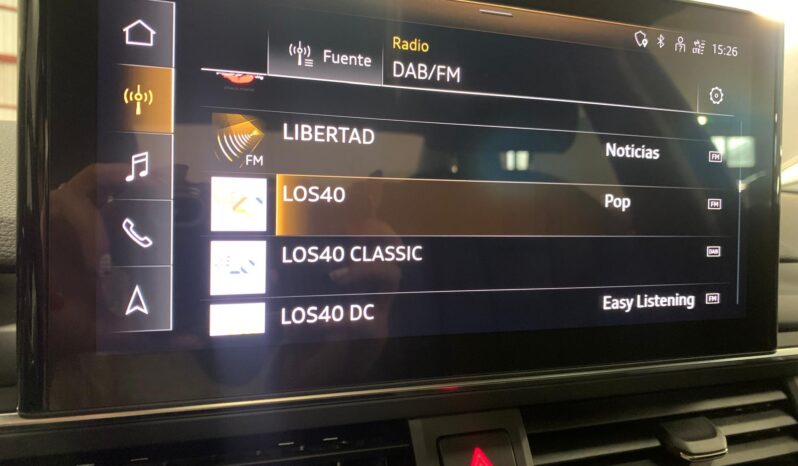 Radio
15:26
Fuente
DAB/FM
LIBERTAD
FM
Noticias
FM
LOS40
Pop
FM
LOS40 CLASSIC
DAB
LOS40 DC
Easy Listening
FM